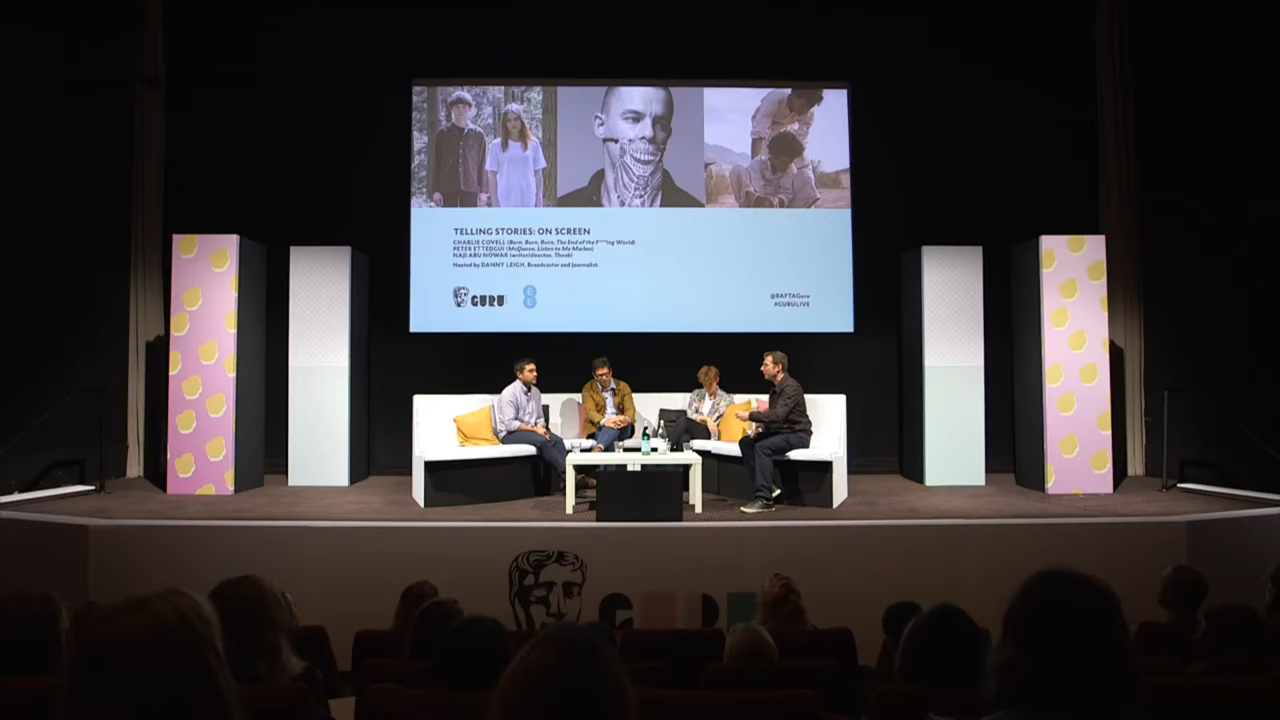 TELLING STORIES: ON SCREEN
CHARLIE COVELL (Burn, Burn, Burn, The End of the F***ing World)
PETER ETTEDGUI (McQueen, Listen to Me Marlon)
NAJI ABU NOWAR (writer/director, Theeb)
Hosted by DANNY LEIGH, Broadcaster and Journalist.
GURU
EE
@BAFTAGuru
#GURULIVE